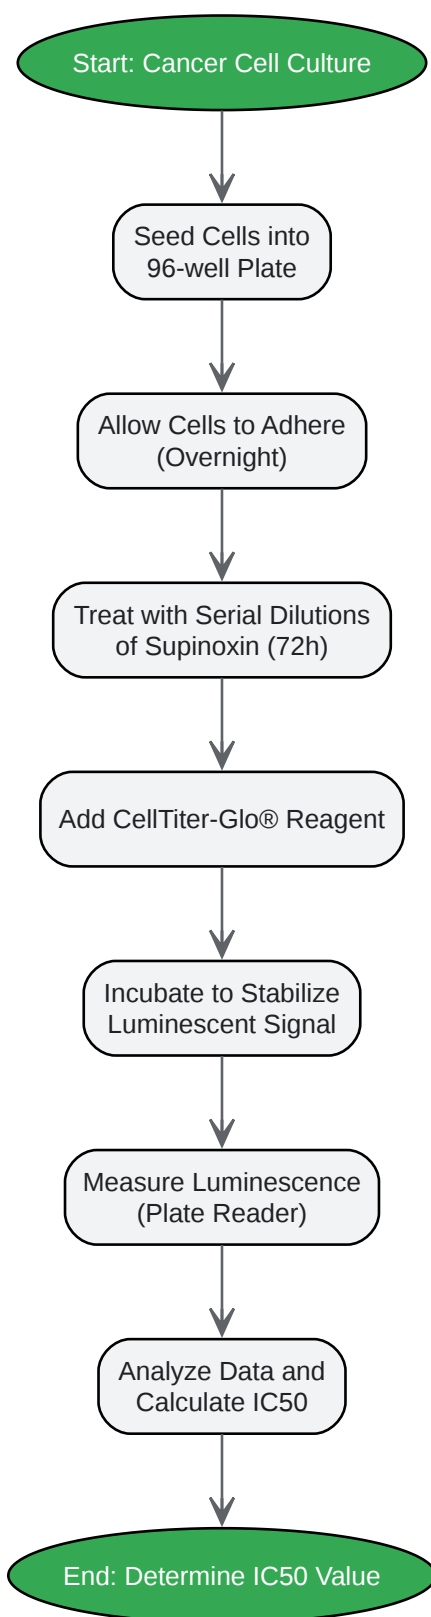 Start: Cancer Cell Culture
Seed Cells into
96-well Plate
Allow Cells to Adhere
(Overnight)
Treat with Serial Dilutions
of Supinoxin (72h)
Add CellTiter-Glo® Reagent
Incubate to Stabilize
Luminescent Signal
Measure Luminescence
(Plate Reader)
Analyze Data and
Calculate IC50
End: Determine IC50 Value